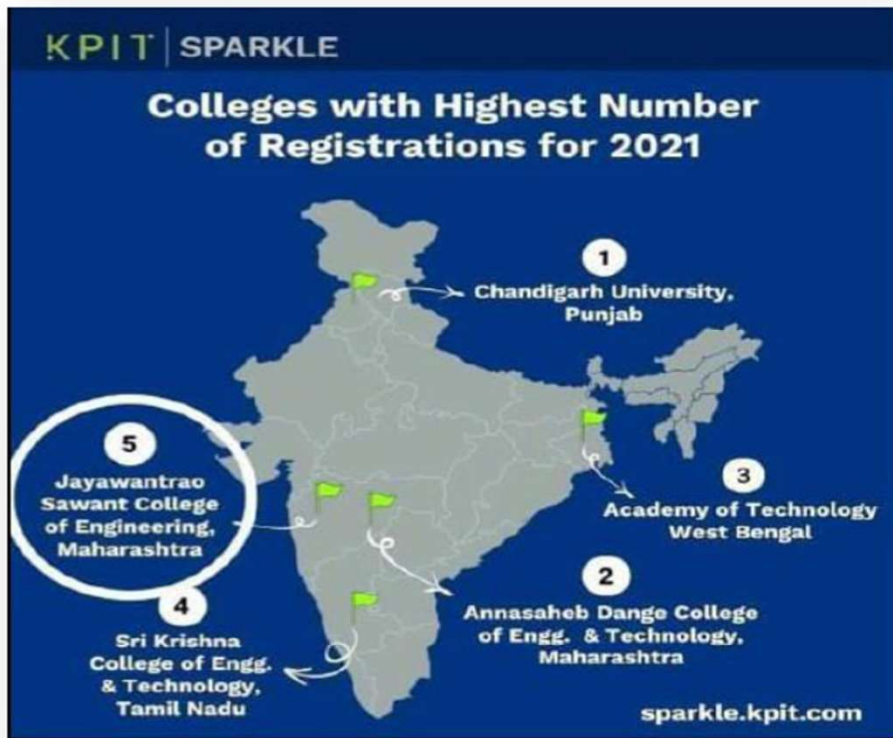 KPIT | SPARKLE
Colleges with Highest Number
of Registrations for 2021
1
Chandigarh University,
Punjab
5
Jayawantrao
Sawant College
of Engineering,
Maharashtra
3
Academy of Technology
West Bengal
2
Annasaheb Dange College
of Engg. & Technology,
Maharashtra
4
Sri Krishna
College of Engg.
& Technology,
Tamil Nadu
sparkle.kpit.com